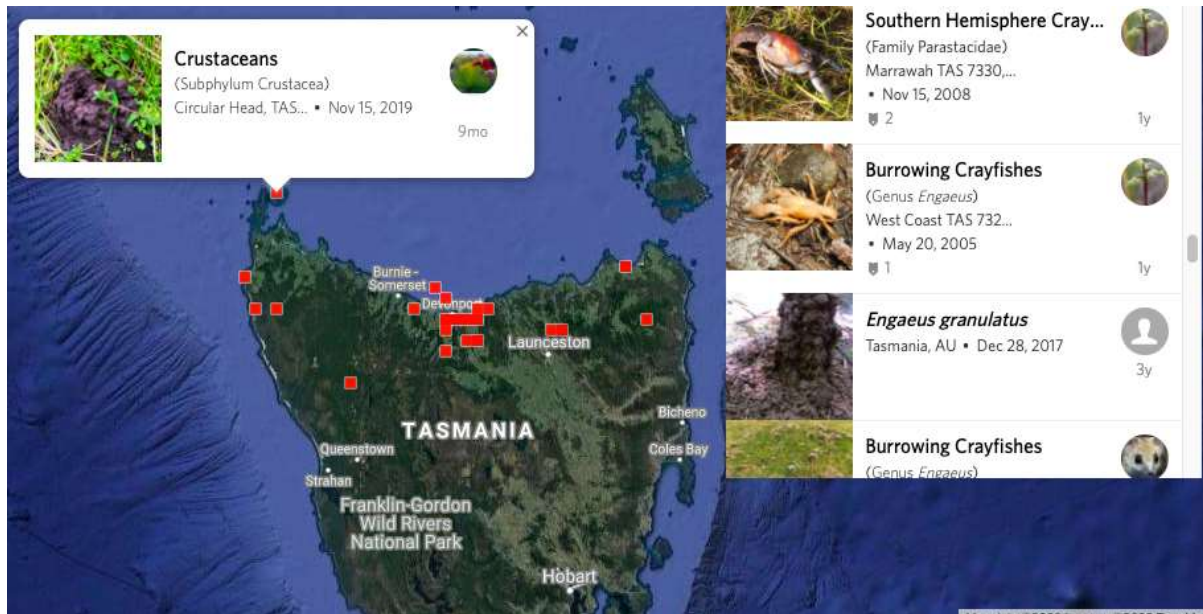 Crustaceans
(Subphylum Crustacea)
Circular Head, TAS... • Nov 15, 2019
9mo
Burnie -
Somerset
Devonport
Launceston
TASMANIA
Bicheno
Coles Bay
Queenstown
Strahan
Franklin-Gordon
Wild Rivers
National Park
Hobart
Southern Hemisphere Cray...
(Family Parastacidae)
Marrawah TAS 7330,...
• Nov 15, 2008
2
1y
Burrowing Crayfishes
(Genus Engaeus)
West Coast TAS 732...
• May 20, 2005
1
1y
Engaeus granulatus
Tasmania, AU • Dec 28, 2017
3y
Burrowing Crayfishes
(Genus Engaeus)